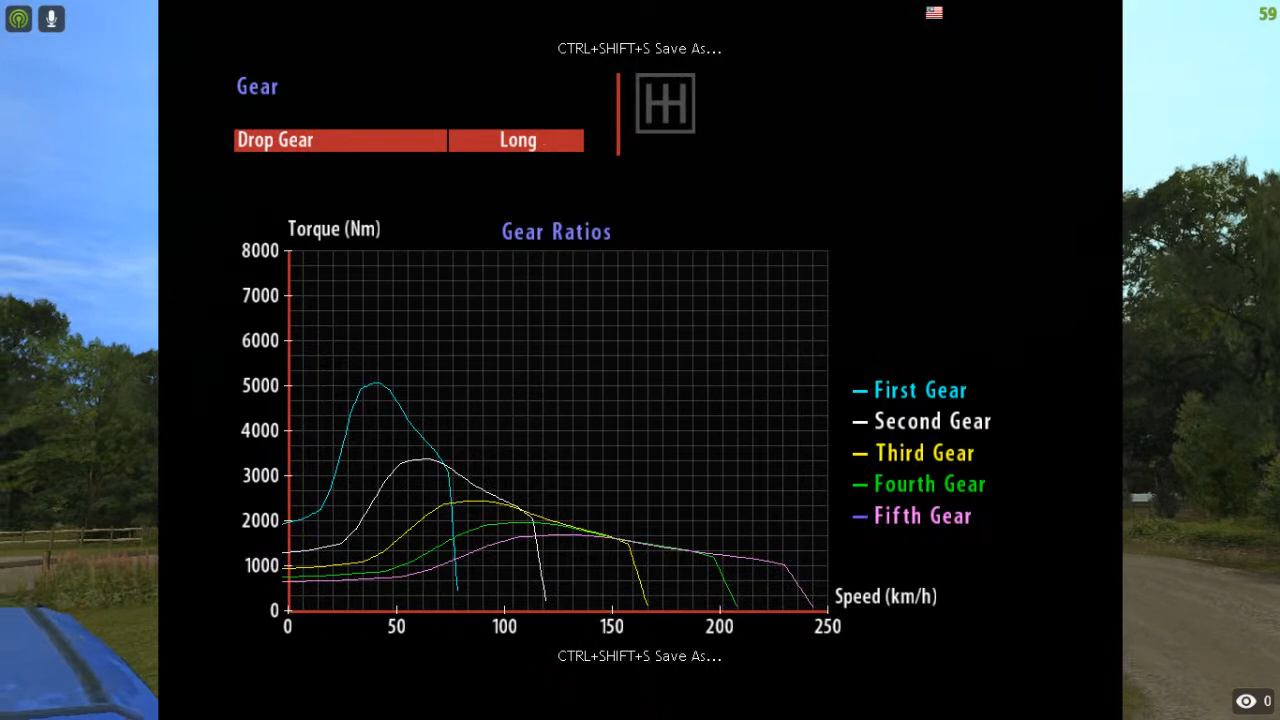 59
CTRL+SHIFT+S Save As...
Gear
Drop Gear Long
Torque (Nm) Gear Ratios
8000
7000
6000
5000
4000
3000
2000
1000
0
First Gear
Second Gear
Third Gear
Fourth Gear
Fifth Gear
Speed (km/h)
0 50 100 150 200 250
CTRL+SHIFT+S Save As...
0